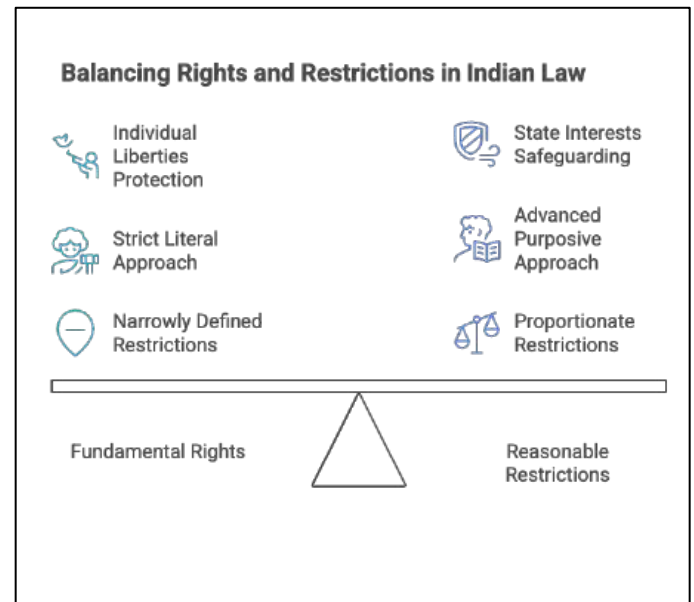 Balancing Rights and Restrictions in Indian Law
Individual
Liberties
Protection
State Interests
Safeguarding
Strict Literal
Approach
Advanced
Purposive
Approach
Narrowly Defined
Restrictions
Proportionate
Restrictions
Fundamental Rights
Reasonable
Restrictions